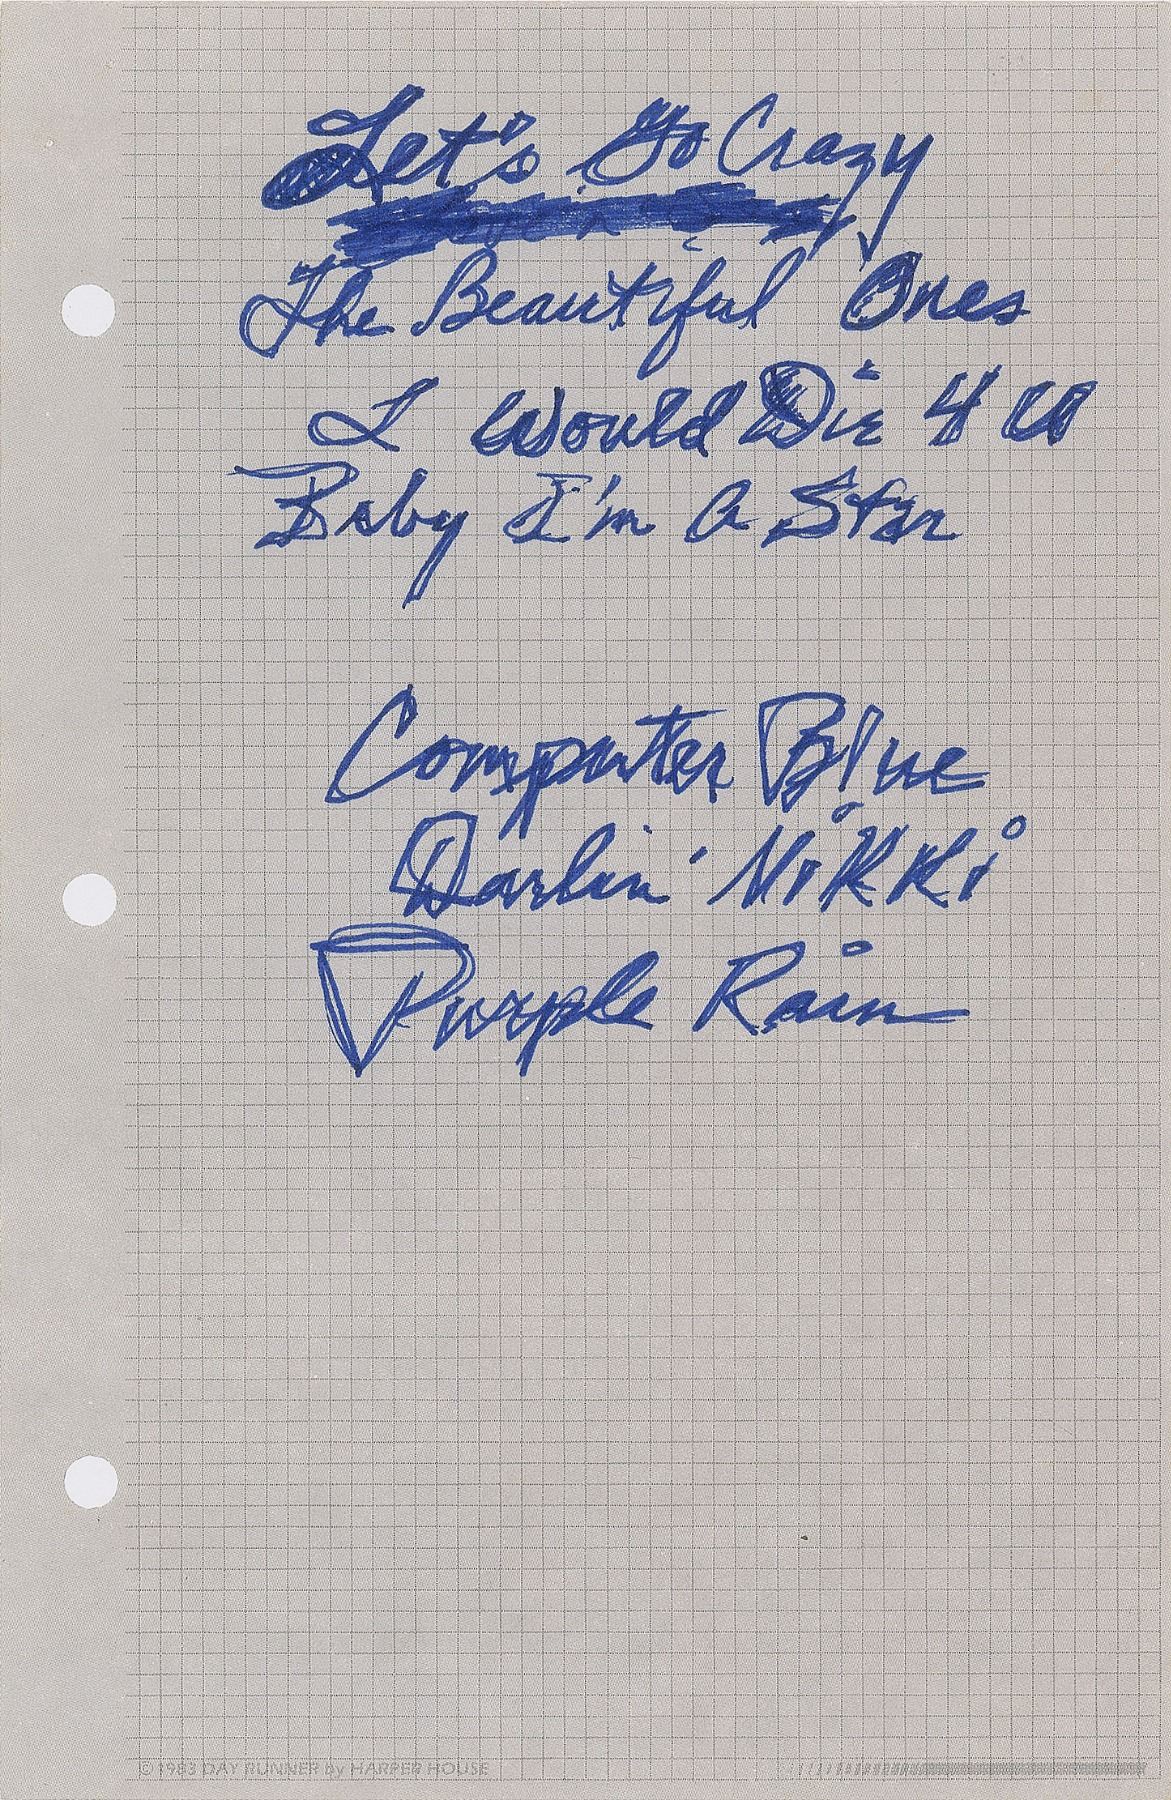 Let's Go Crazy
The Beautiful Ones
I Would Die 4 U
Baby I'm A Star
Computer Blue
Darlin' Nikki
Purple Rain
© 1983 DAY RUNNER by HARPER HOUSE